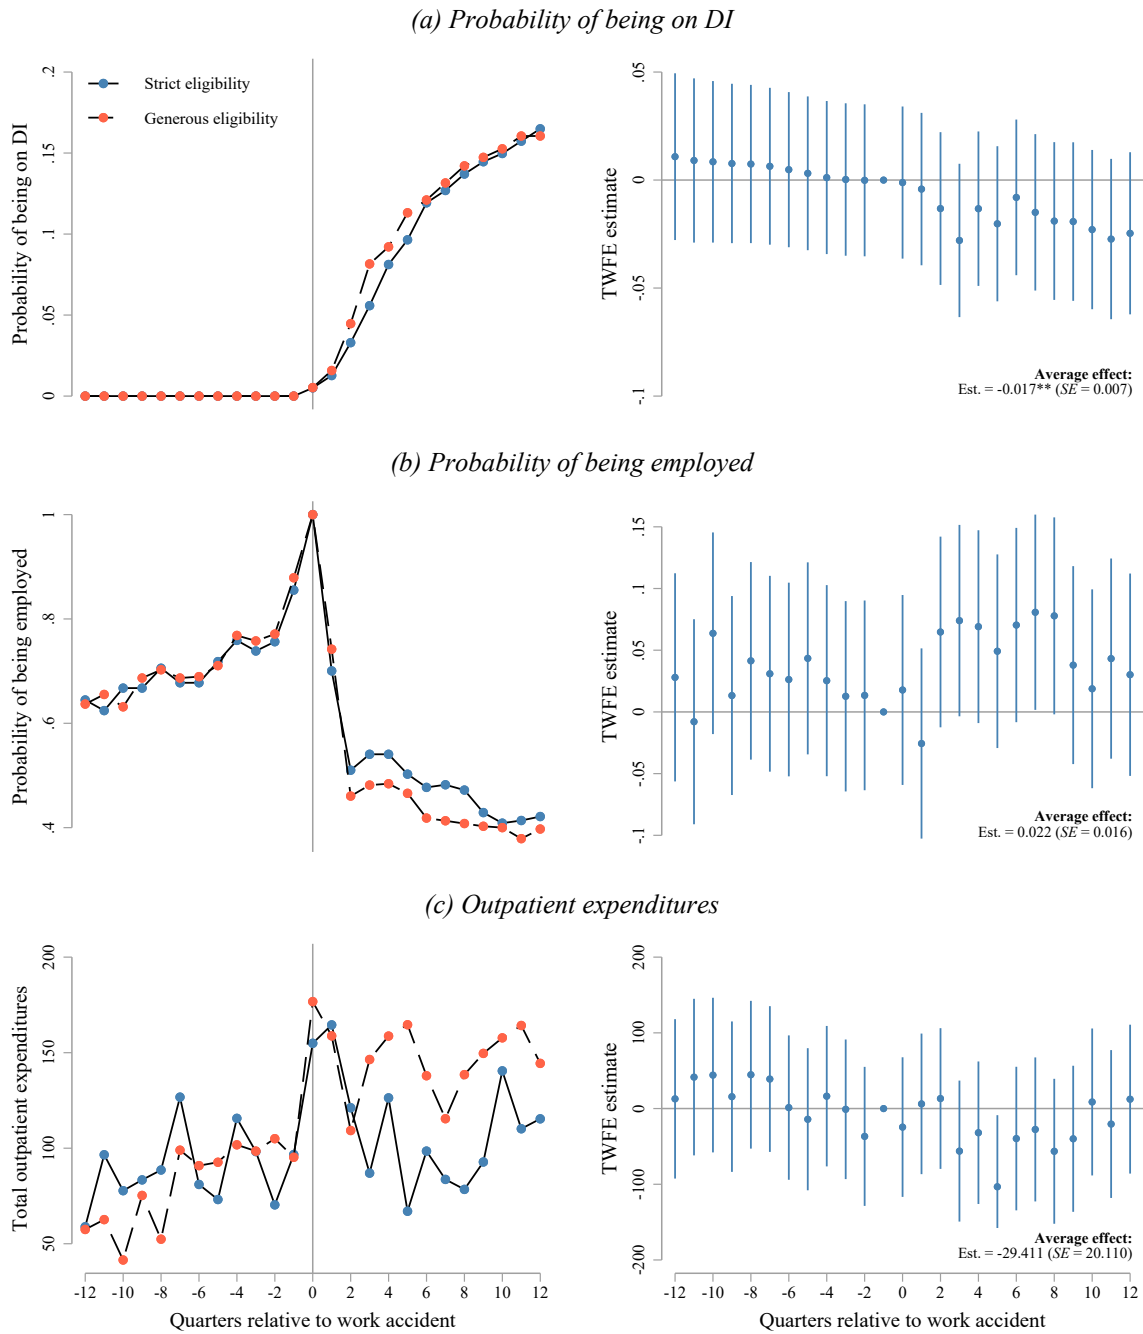 (a) Probability of being on DI
Probability of being on DI
.2
.15
.1
.05
0
Strict eligibility
Generous eligibility
TWFE estimate
.05
0
-.05
-.1
Average effect:
Est. = -0.017** (SE = 0.007)
(b) Probability of being employed
Probability of being employed
1
.8
.6
.4
TWFE estimate
.15
.1
.05
0
-.05
-.1
Average effect:
Est. = 0.022 (SE = 0.016)
(c) Outpatient expenditures
Total outpatient expenditures
200
150
100
50
-12 -10 -8 -6 -4 -2 0 2 4 6 8 10 12
Quarters relative to work accident
TWFE estimate
200
100
0
-100
-200
Average effect:
Est. = -29.411 (SE = 20.110)
-12 -10 -8 -6 -4 -2 0 2 4 6 8 10 12
Quarters relative to work accident